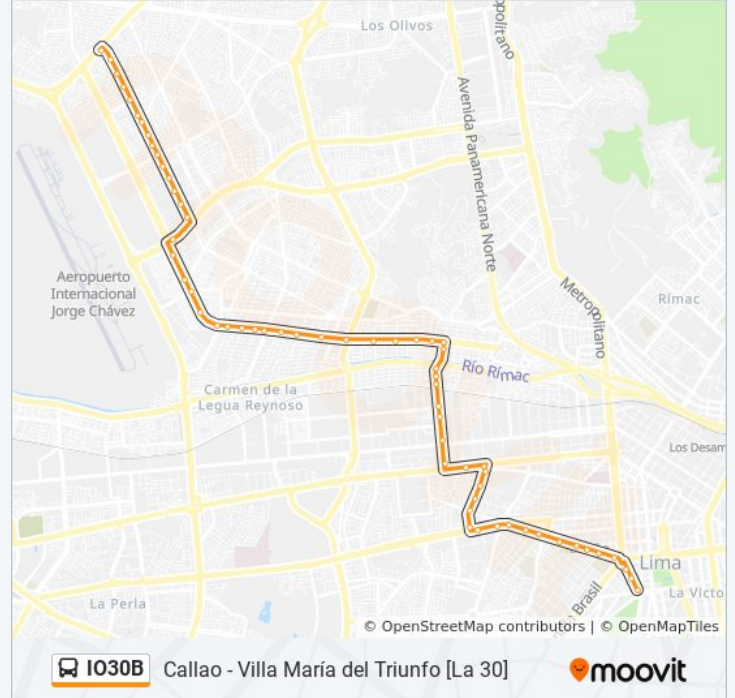 Los Olivos
politano
Avenida Panamericana Norte
Aeropuerto
Internacional
Jorge Chávez
Metropolitano
Rímac
Río Rímac
Carmen de la
Legua Reynoso
Los Desam
Lima
La Perla
Brasil
La Victo
© OpenStreetMap contributors | © OpenMapTiles
IO30B Callao - Villa María del Triunfo [La 30]
moovit